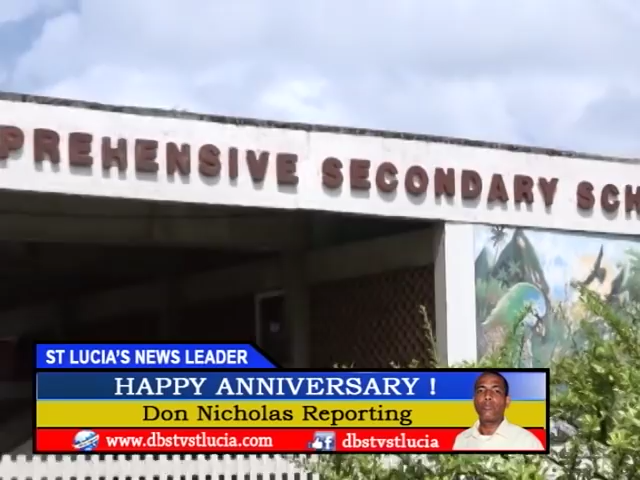 PREHENSIVE SECONDARY SCH
ST LUCIA'S NEWS LEADER
HAPPY ANNIVERSARY !
Don Nicholas Reporting
www.dbstvstlucia.com dbstvstlucia